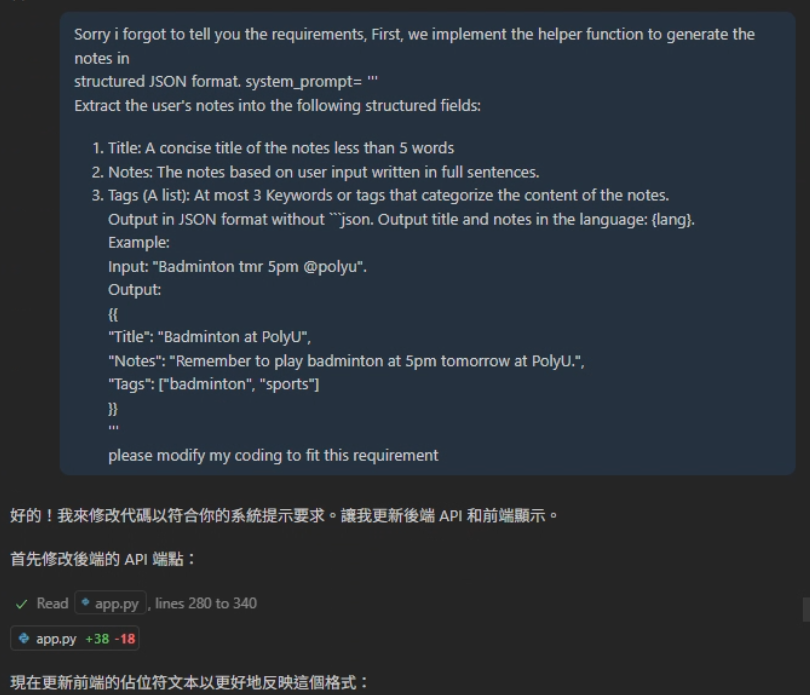 Sorry i forgot to tell you the requirements, First, we implement the helper function to generate the
notes in
structured JSON format. system_prompt= '''
Extract the user's notes into the following structured fields:
1. Title: A concise title of the notes less than 5 words
2. Notes: The notes based on user input written in full sentences.
3. Tags (A list): At most 3 Keywords or tags that categorize the content of the notes.
Output in JSON format without ```json. Output title and notes in the language: {lang}.
Example:
Input: "Badminton tmr 5pm @polyu".
Output:
{{
"Title": "Badminton at PolyU",
"Notes": "Remember to play badminton at 5pm tomorrow at PolyU.",
"Tags": ["badminton", "sports"]
}}
'''
please modify my coding to fit this requirement
好的！我來修改代碼以符合你的系統提示要求。讓我更新後端 API 和前端顯示。
首先修改後端的 API 端點：
Read app.py, lines 280 to 340
app.py +38 -18
現在更新前端的佔位符文本以更好地反映這個格式：